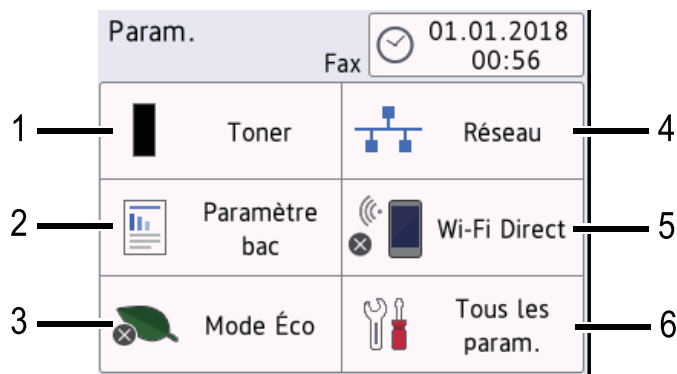 Param.
Fax
01.01.2018
00:56
1
Toner
Réseau
4
2
Paramètre
bac
Wi-Fi Direct
5
3
Mode Éco
Tous les
param.
6